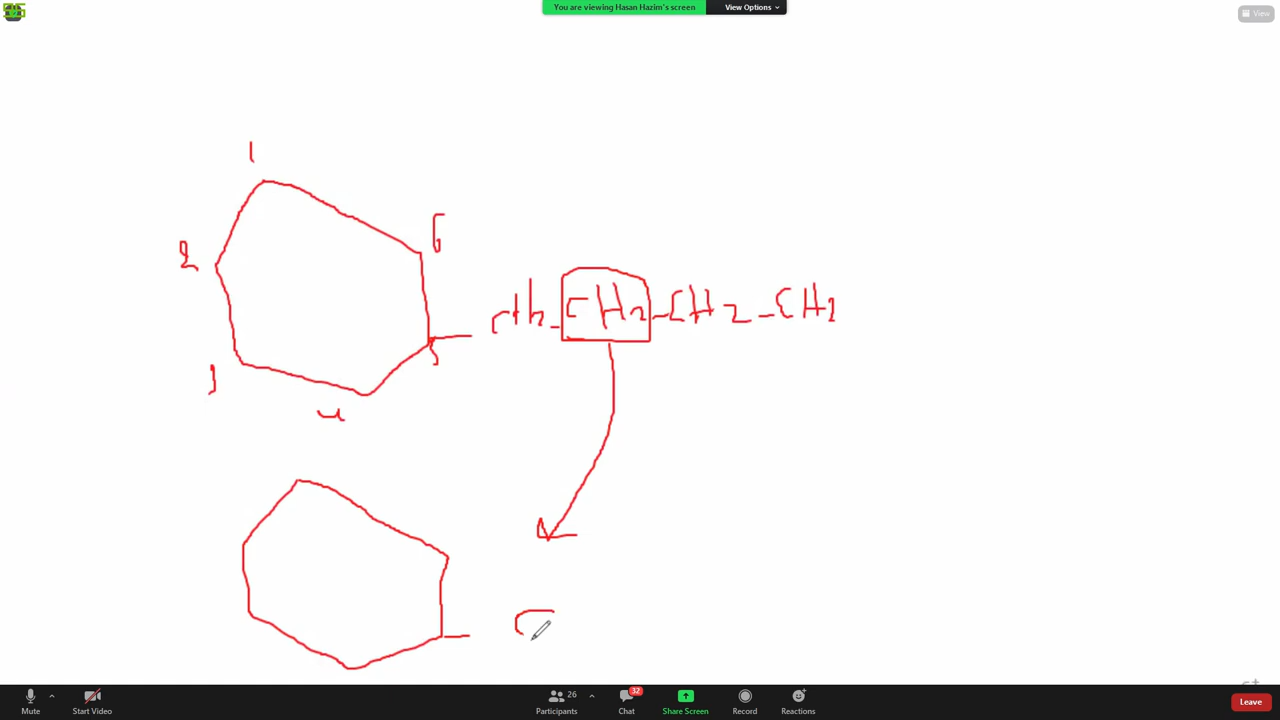 You are viewing Hasan Hazim's screen
View Options
View
1
6
2
CH2-CH2-CH2-CH2
5
3
4
Mute
Start Video
26
Participants
32
Chat
Share Screen
Record
Reactions
Leave